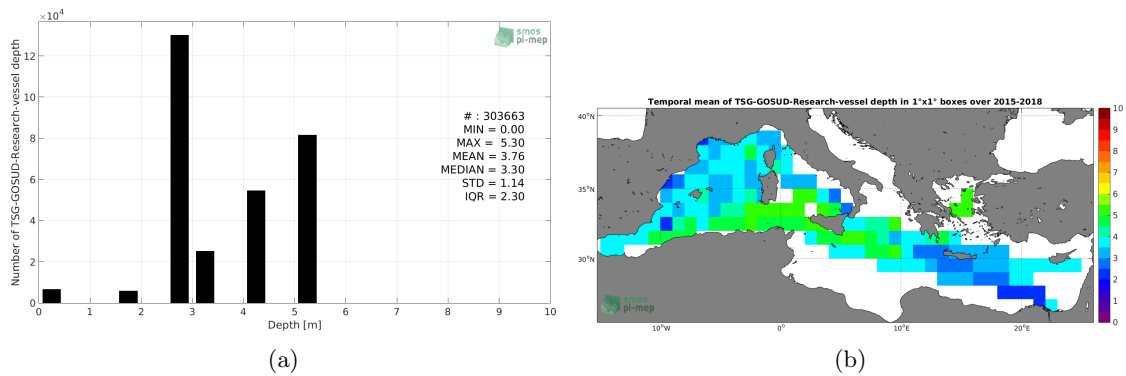 ×10⁴
Number of TSG-GOSUD-Research-vessel depth
12
10
8
6
4
2
0
0 1 2 3 4 5 6 7 8 9 10
Depth [m]
smos
pi-mep
# : 303663
MIN = 0.00
MAX = 5.30
MEAN = 3.76
MEDIAN = 3.30
STD = 1.14
IQR = 2.30
(a)
Temporal mean of TSG-GOSUD-Research-vessel depth in 1°x1° boxes over 2015-2018
40°N
35°N
30°N
10°W 0° 10°E 20°E
smos
pi-mep
10
9
8
7
6
5
4
3
2
1
0
(b)